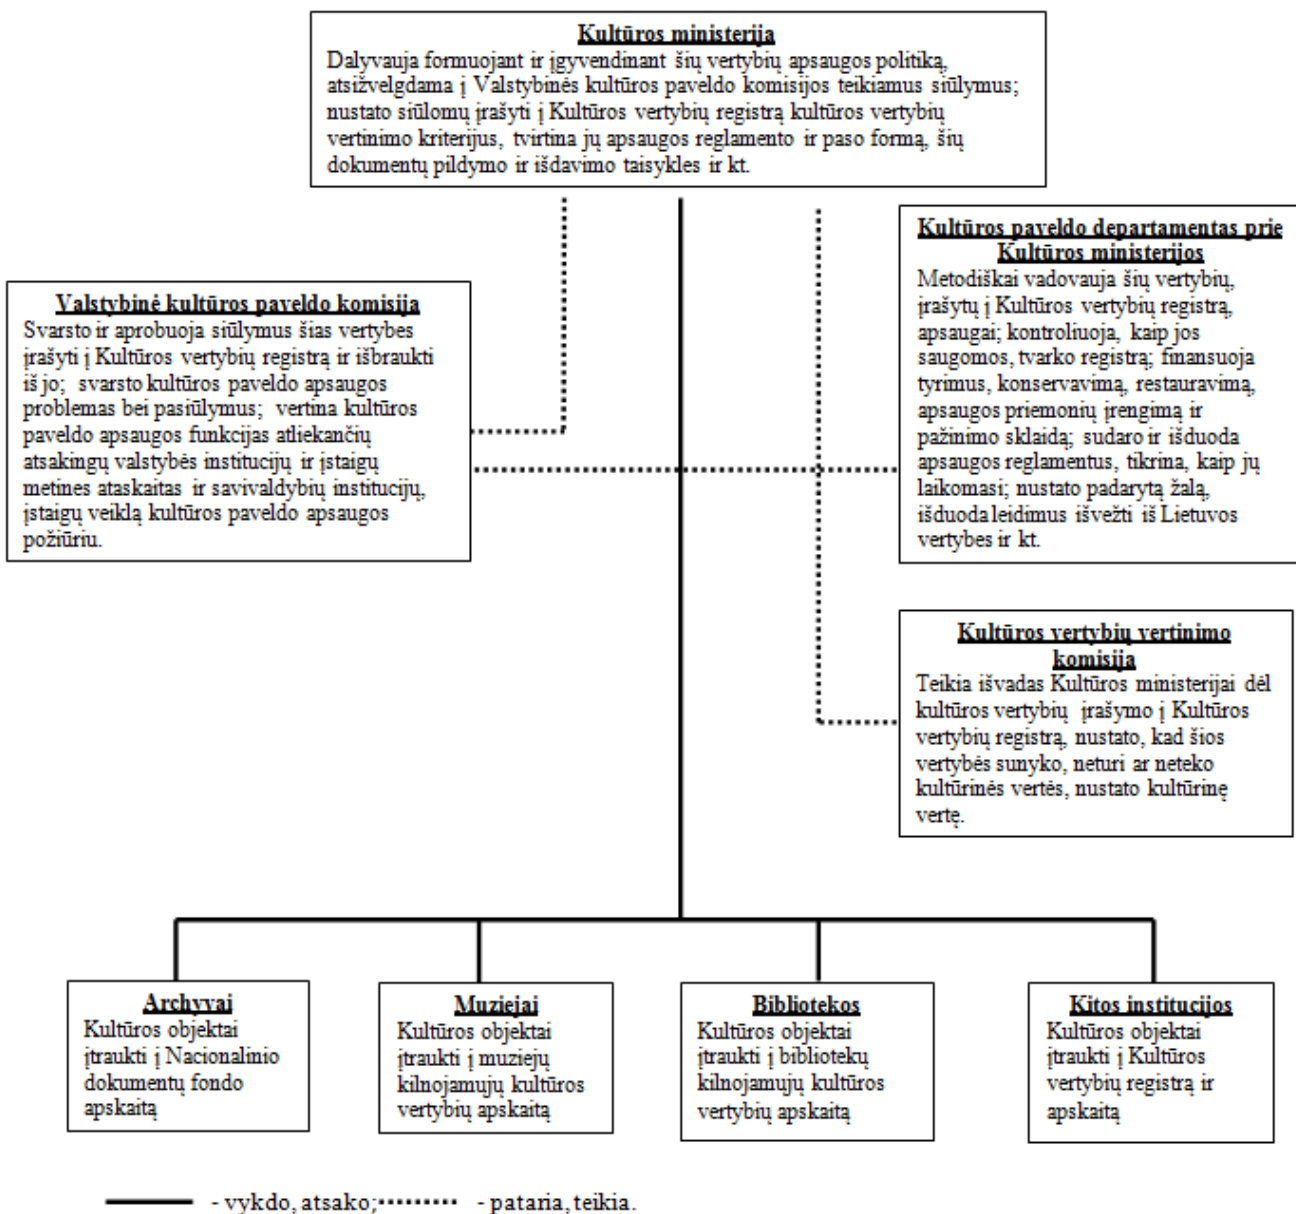 Kultūros ministerija
Dalyvauja formuojant ir įgyvendinant šių vertybių apsaugos politiką,
atsižvelgdama į Valstybinės kultūros paveldo komisijos teikiamus siūlymus;
nustato siūlomų įrašyti į Kultūros vertybių registrą kultūros vertybių
vertinimo kriterijus, tvirtina jų apsaugos reglamento ir paso formą, šių
dokumentų pildymo ir išdavimo taisykles ir kt.
Valstybinė kultūros paveldo komisija
Svarsto ir aprobuoja siūlymus šias vertybes
įrašyti į Kultūros vertybių registrą ir išbraukti
iš jo; svarsto kultūros paveldo apsaugos
problemas bei pasiūlymus; vertina kultūros
paveldo apsaugos funkcijas atliekančių
atsakingų valstybės institucijų ir įstaigų
metines ataskaitas ir savivaldybių institucijų,
įstaigų veiklą kultūros paveldo apsaugos
požiūriu.
Kultūros paveldo departamentas prie
Kultūros ministerijos
Metodiškai vadovauja šių vertybių,
įrašytų į Kultūros vertybių registrą,
apsaugai; kontroliuoja, kaip jos
saugomos, tvarko registrą; finansuoja
tyrimus, konservavimą, restauravimą,
apsaugos priemonių įrengimą ir
pažinimo sklaidą; sudaro ir išduoda
apsaugos reglamentus, tikrina, kaip jų
laikomasi; nustato padarytą žalą,
išduoda leidimus išvežti iš Lietuvos
vertybes ir kt.
Kultūros vertybių vertinimo
komisija
Teikia išvadas Kultūros ministerijai dėl
kultūros vertybių įrašymo į Kultūros
vertybių registrą, nustato, kad šios
vertybės sunyko, neturi ar neteko
kultūrinės vertės, nustato kultūrinę
vertę.
Archyvai
Kultūros objektai
įtraukti į Nacionalinio
dokumentų fondo
apskaitą
Muziejai
Kultūros objektai
įtraukti į muziejų
kilnojamųjų kultūros
vertybių apskaitą
Bibliotekos
Kultūros objektai
įtraukti į bibliotekų
kilnojamųjų kultūros
vertybių apskaitą
Kitos institucijos
Kultūros objektai
įtraukti į Kultūros
vertybių registrą ir
apskaitą
- vykdo, atsako; - pataria, teikia.